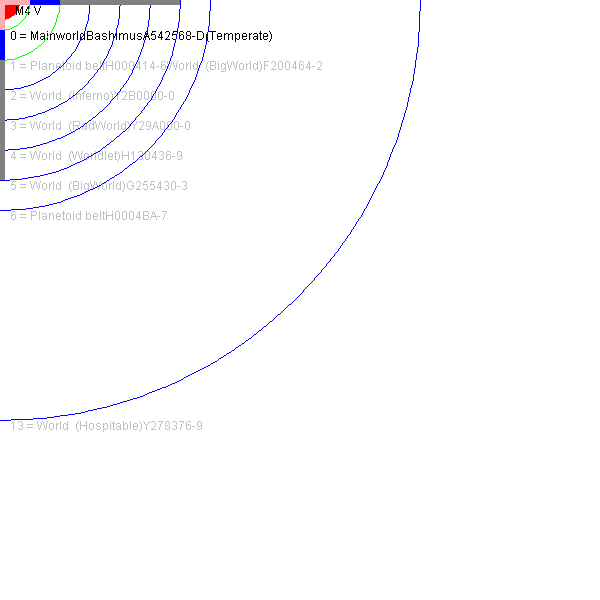 M4 V
0 = MainworldBashimusA542568-D(Temperate)
1 = Planetoid beltH000414-6World  (BigWorld)F200464-2
2 = World  (Inferno)Y2B0000-0
3 = World  (RadWorld)Y29A000-0
4 = World  (Worldlet)H130436-9
5 = World  (BigWorld)G255430-3
6 = Planetoid beltH0004BA-7
13 = World  (Hospitable)Y278376-9